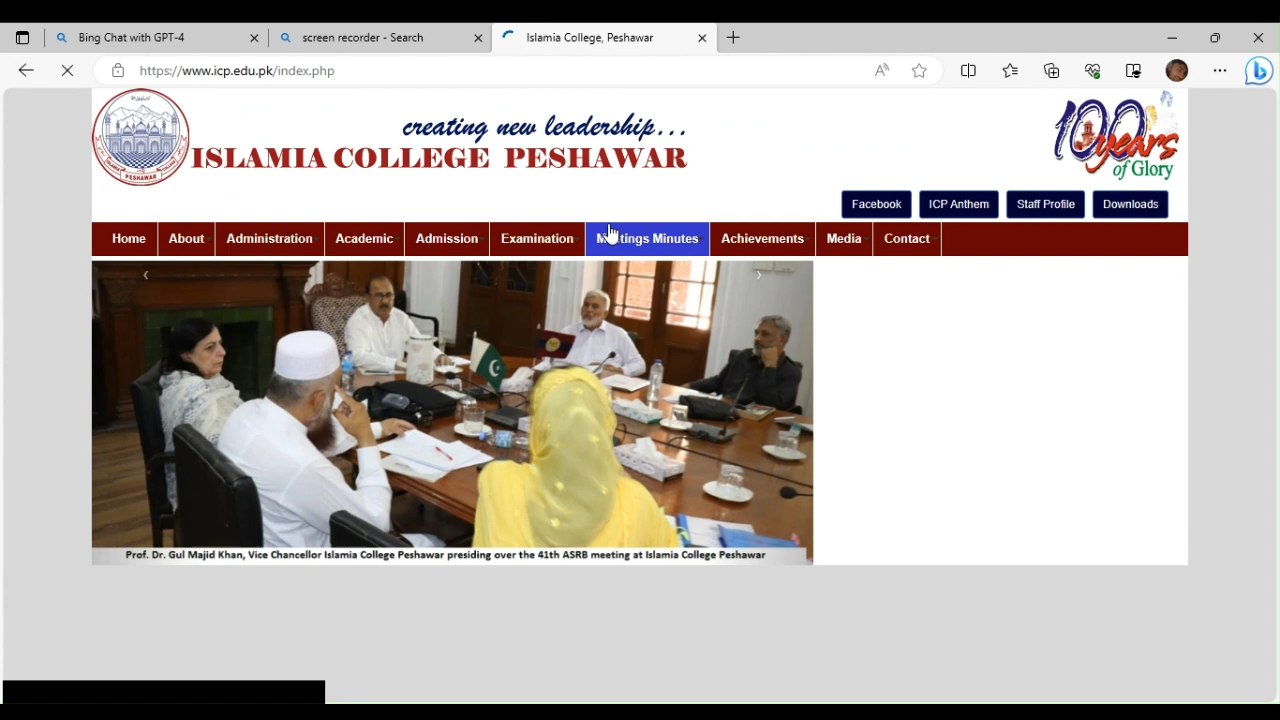 Bing Chat with GPT-4
screen recorder - Search
Islamia College, Peshawar
https://www.icp.edu.pk/index.php
creating new leadership...
ISLAMIA COLLEGE PESHAWAR
PESHAWAR
100 years
of Glory
Facebook
ICP Anthem
Staff Profile
Downloads
Home
About
Administration
Academic
Admission
Examination
Minutes
Achievements
Media
Contact
Prof. Dr. Gul Majid Khan, Vice Chancellor Islamia College Peshawar presiding over the 41th ASRB meeting at Islamia College Peshawar